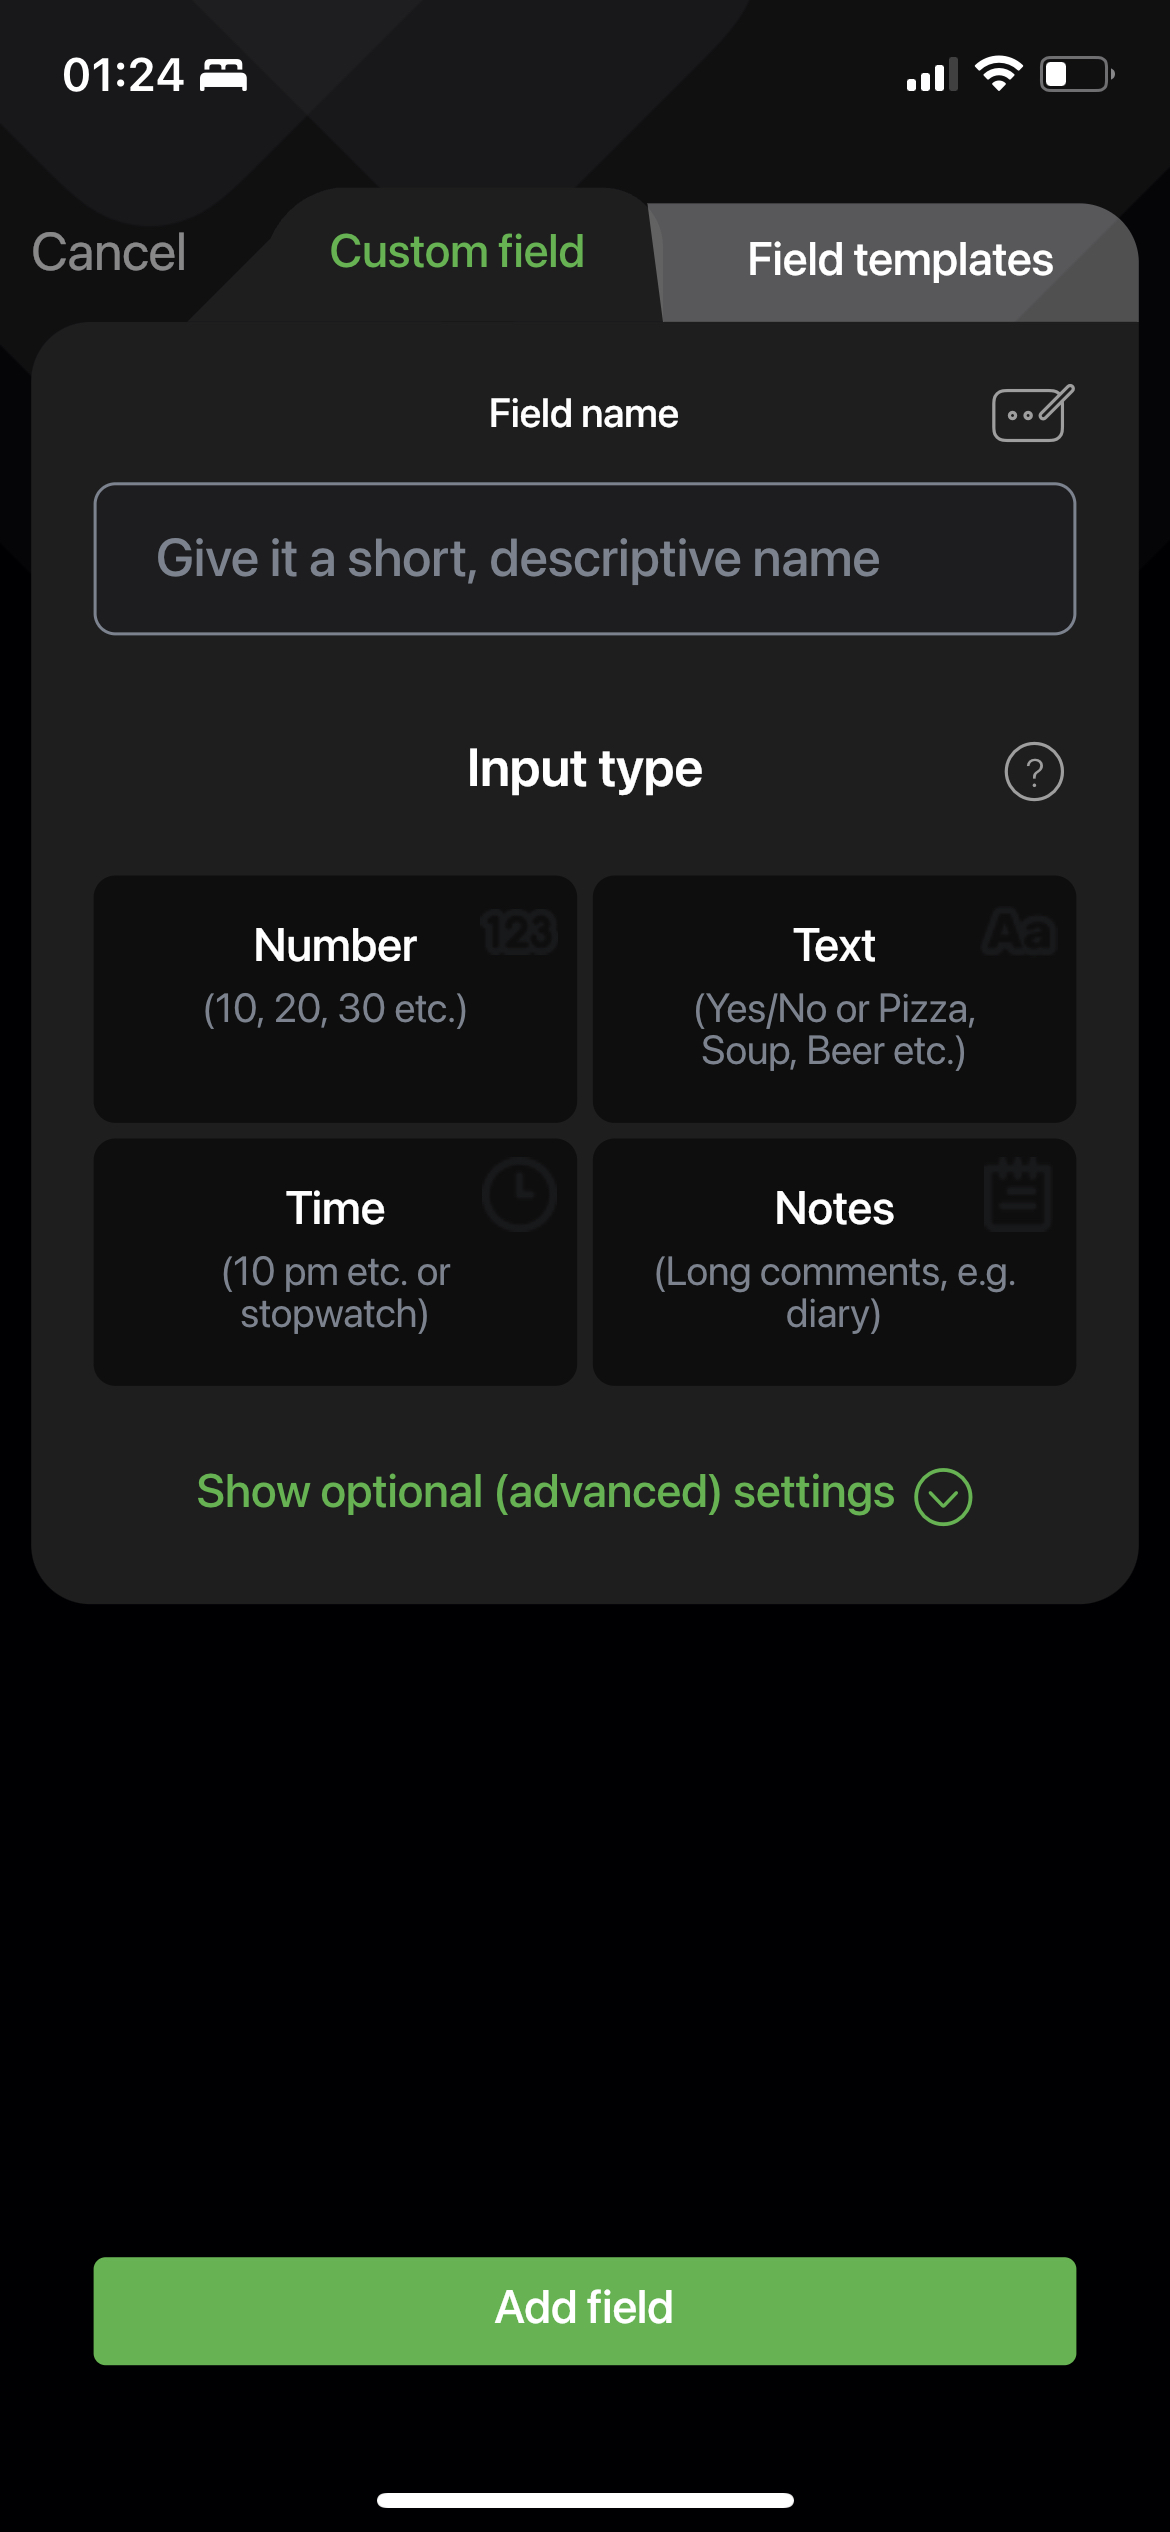 01:24
Cancel
Custom field
Field templates
Field name
Give it a short, descriptive name
Input type
?
Number
123
(10, 20, 30 etc.)
Text
Aa
(Yes/No or Pizza,
Soup, Beer etc.)
Time
(10 pm etc. or
stopwatch)
Notes
(Long comments, e.g.
diary)
Show optional (advanced) settings
Add field